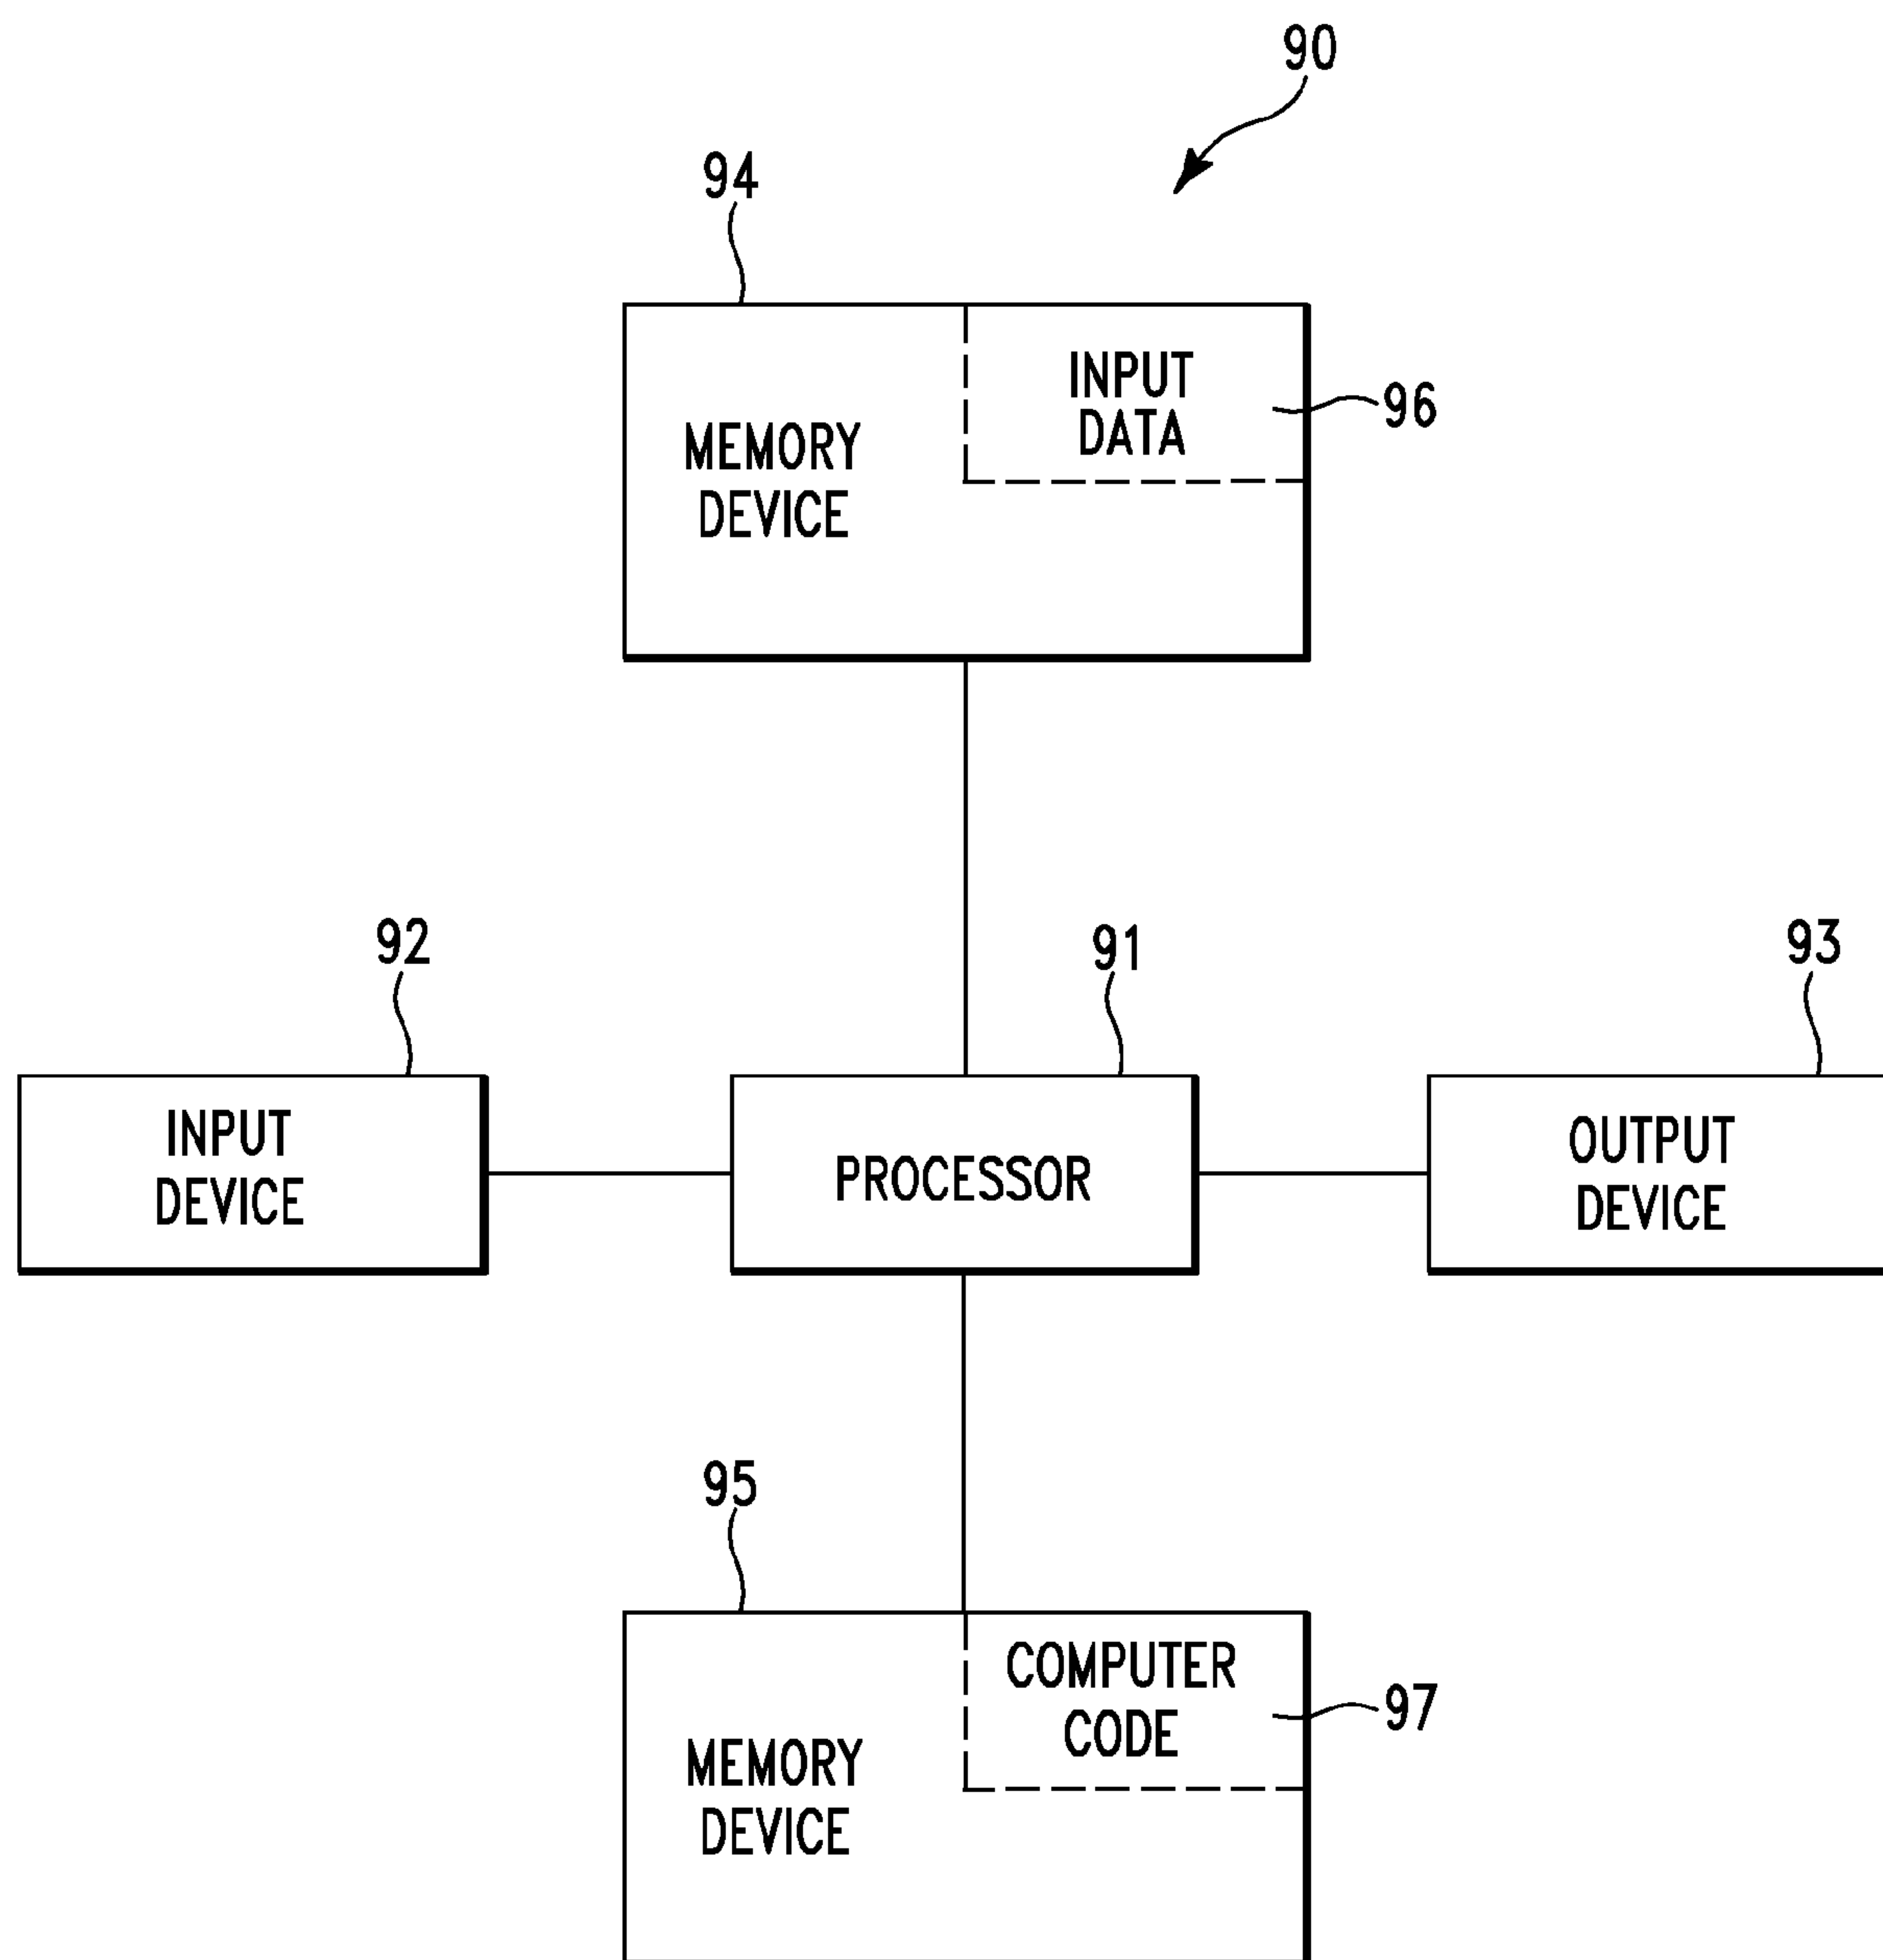 90
94
INPUT
DATA
96
MEMORY
DEVICE
92
91
93
INPUT
DEVICE
PROCESSOR
OUTPUT
DEVICE
95
COMPUTER
CODE
97
MEMORY
DEVICE